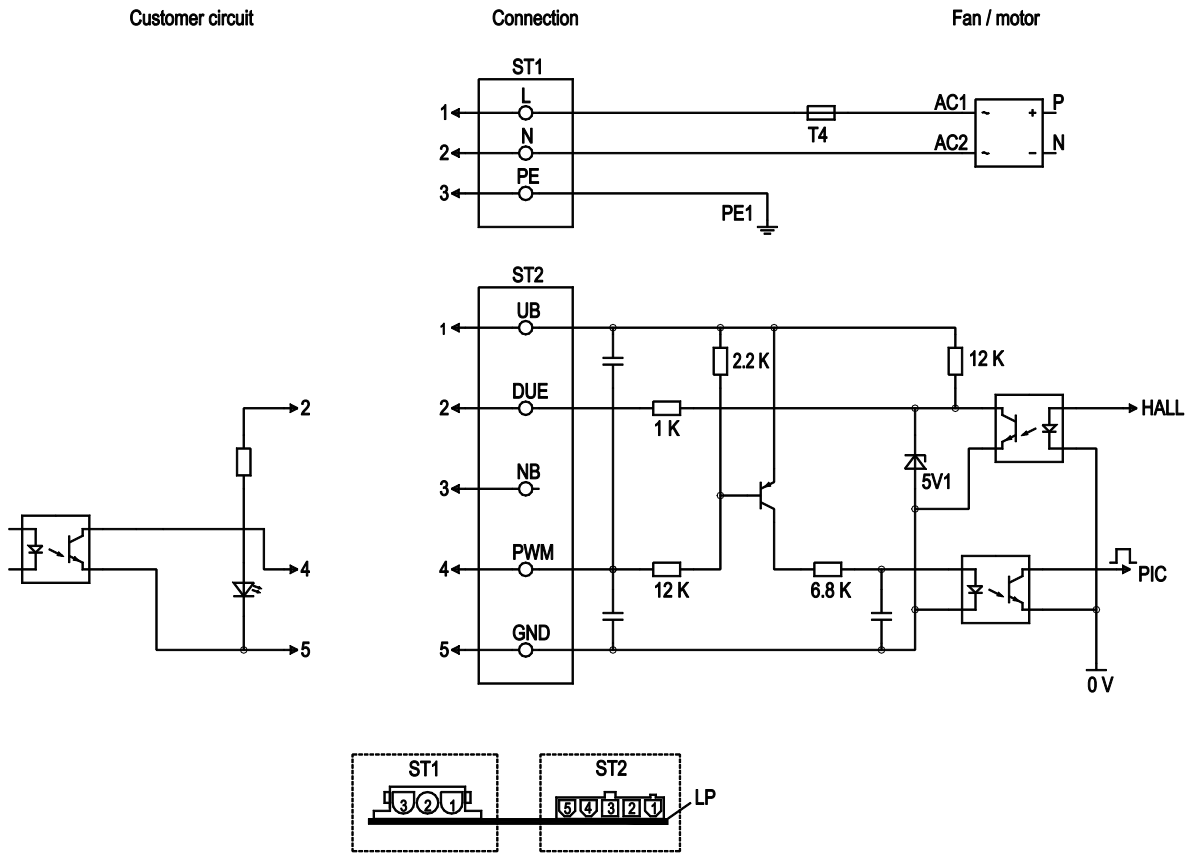 Customer circuit
Connection
Fan / motor
ST1
1
L
T4
AC1
~
+
P
2
N
AC2
~
−
N
3
PE
PE1
ST2
1
UB
2.2 K
12 K
2
2
DUE
1 K
HALL
3
NB
5V1
4
4
PWM
12 K
6.8 K
PIC
5
5
GND
0 V
ST1
3 2 1
ST2
5 4 3 2 1
LP